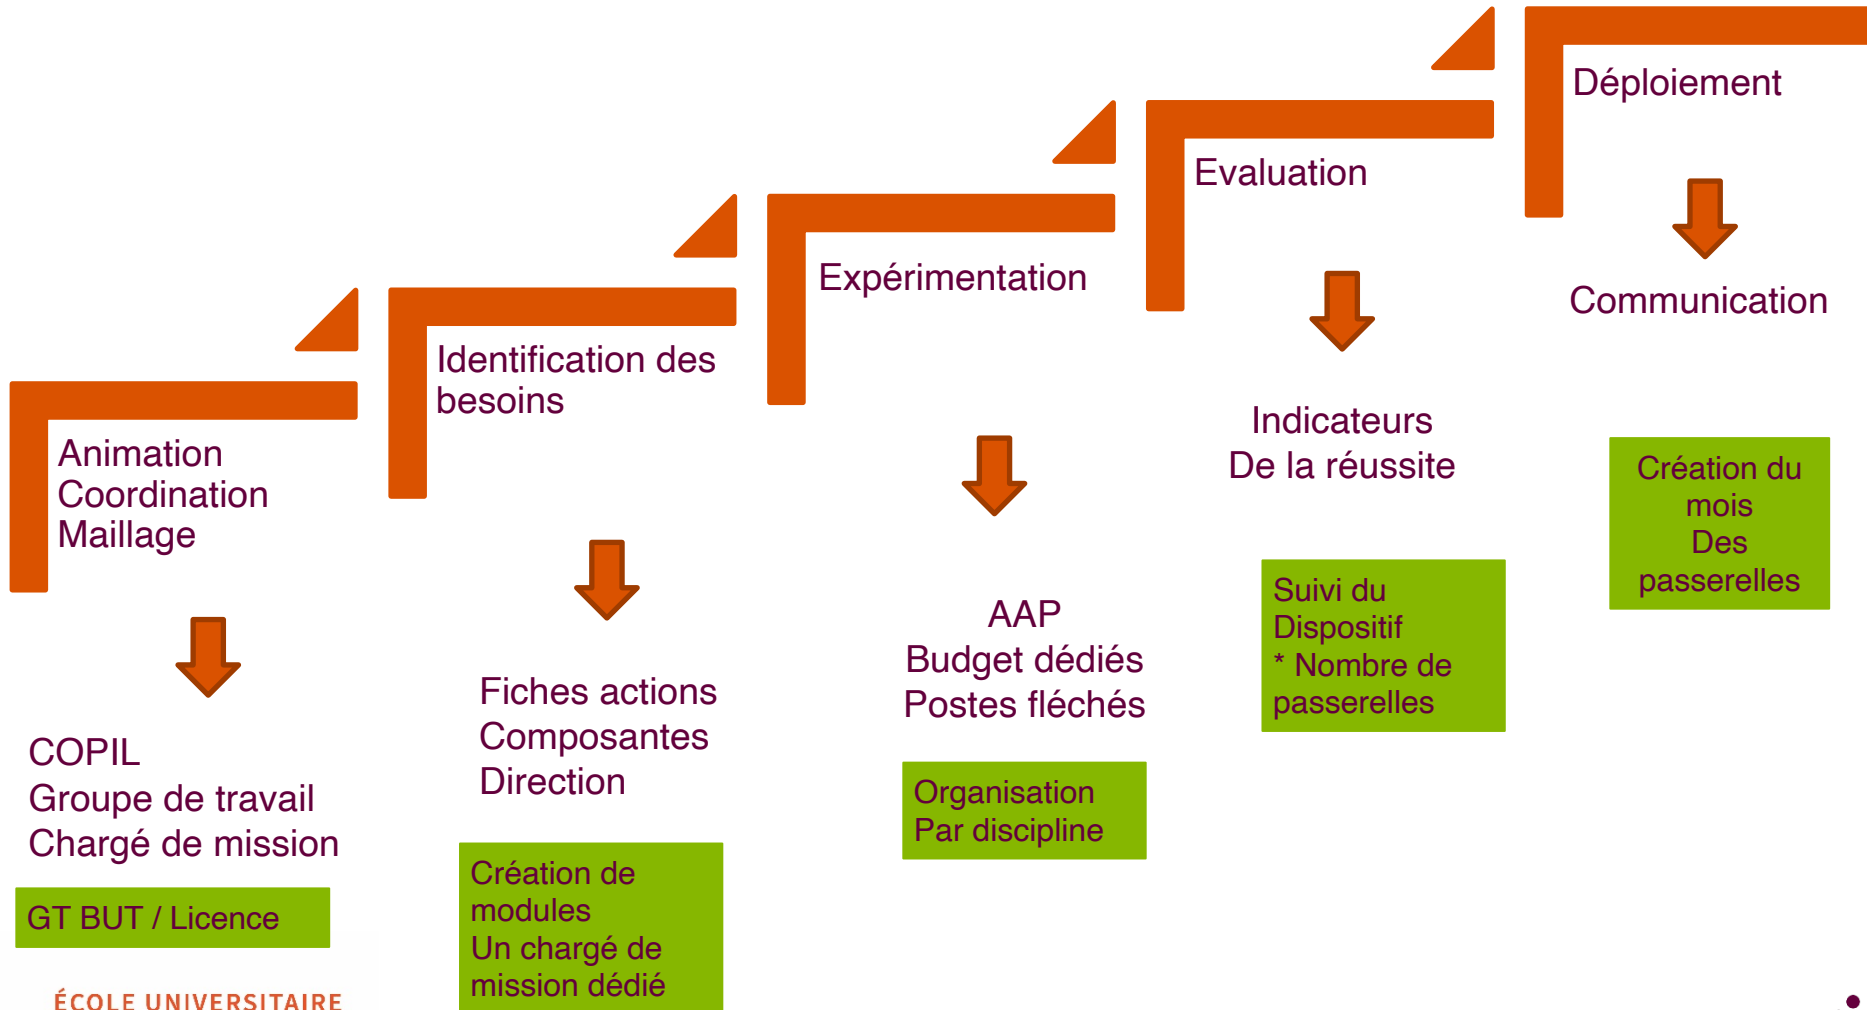 Animation
Coordination
Maillage
COPIL
Groupe de travail
Chargé de mission
GT BUT / Licence
Identification des
besoins
Fiches actions
Composantes
Direction
Création de
modules
Un chargé de
mission dédié
Expérimentation
AAP
Budget dédiés
Postes fléchés
Organisation
Par discipline
Evaluation
Indicateurs
De la réussite
Suivi du
Dispositif
* Nombre de
passerelles
Déploiement
Communication
Création du
mois
Des
passerelles
ÉCOLE UNIVERSITAIRE